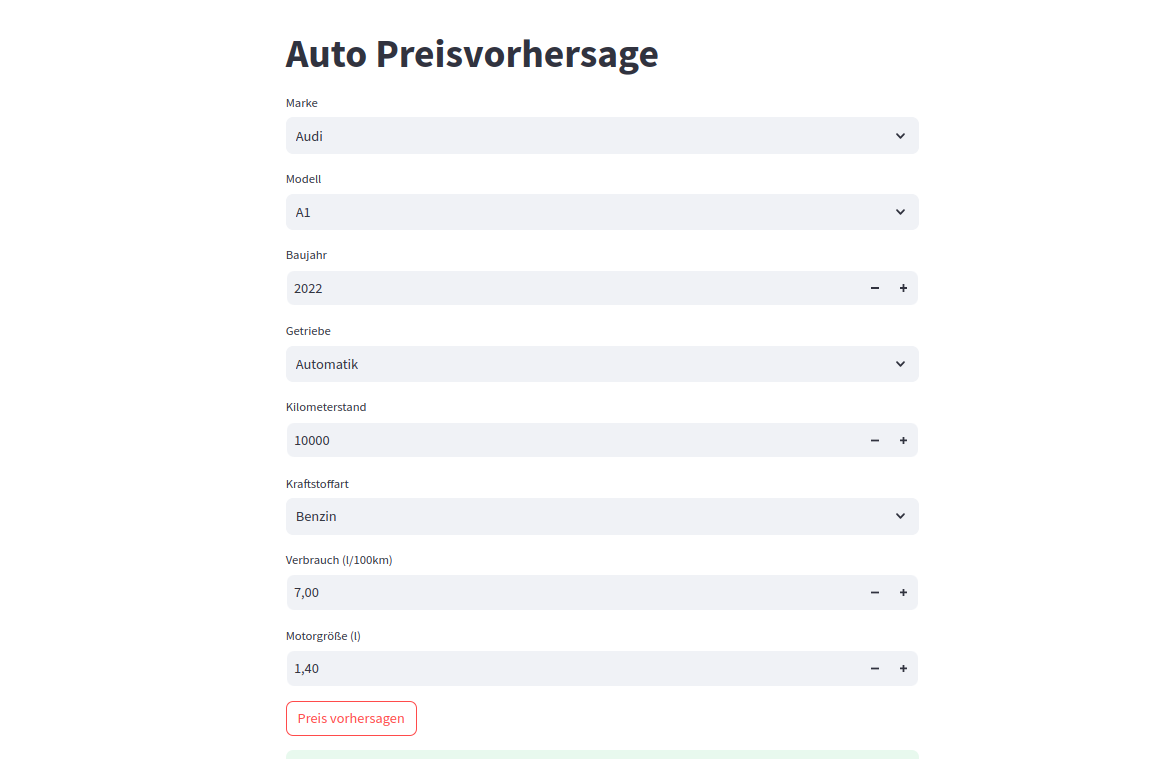 Auto Preisvorhersage
Marke
Audi
Modell
A1
Baujahr
2022
Getriebe
Automatik
Kilometerstand
10000
Kraftstoffart
Benzin
Verbrauch (l/100km)
7,00
Motorgröße (l)
1,40
Preis vorhersagen